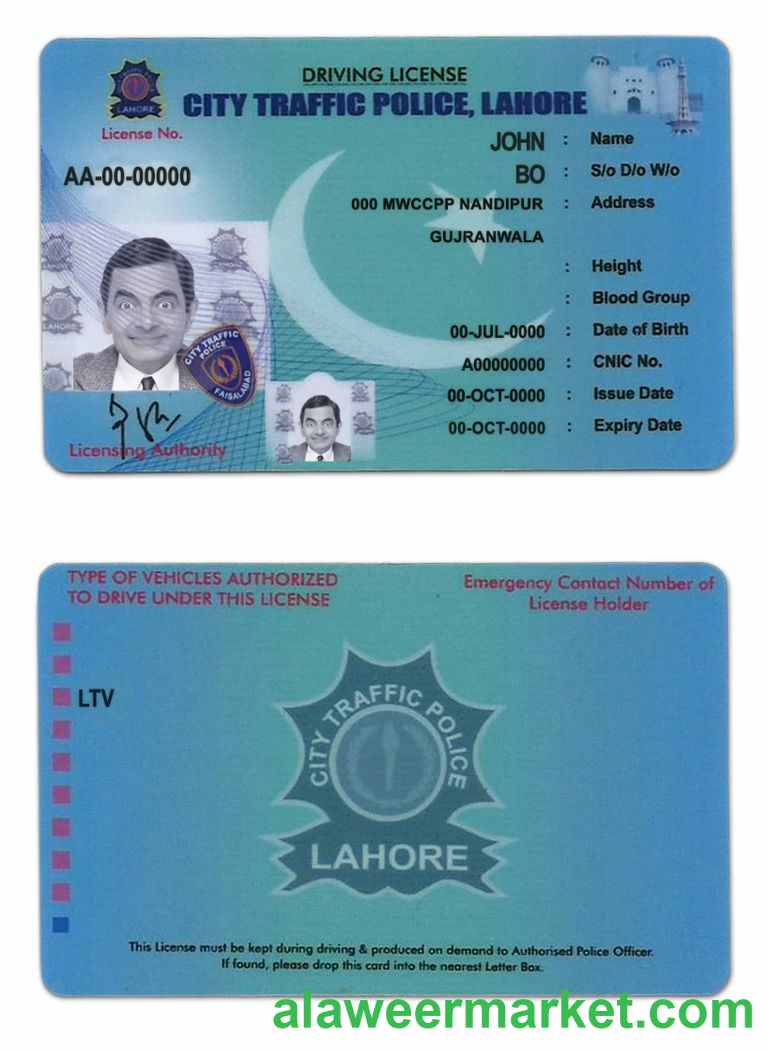 DRIVING LICENSE
CITY TRAFFIC POLICE, LAHORE
LAHORE
License No.
AA-00-00000
JOHN : Name
BO : S/o D/o W/o
000 MWCCPP NANDIPUR : Address
GUJRANWALA
: Height
: Blood Group
00-JUL-0000 : Date of Birth
A00000000 : CNIC No.
00-OCT-0000 : Issue Date
00-OCT-0000 : Expiry Date
LAHORE
CITY TRAFFIC
POLICE
FAISALABAD
Licensing Authority
TYPE OF VEHICLES AUTHORIZED
TO DRIVE UNDER THIS LICENSE
Emergency Contact Number of
License Holder
LTV
CITY TRAFFIC POLICE
LAHORE
This License must be kept during driving & produced on demand to Authorised Police Officer.
If found, please drop this card into the nearest Letter Box.
alaweermarket.com